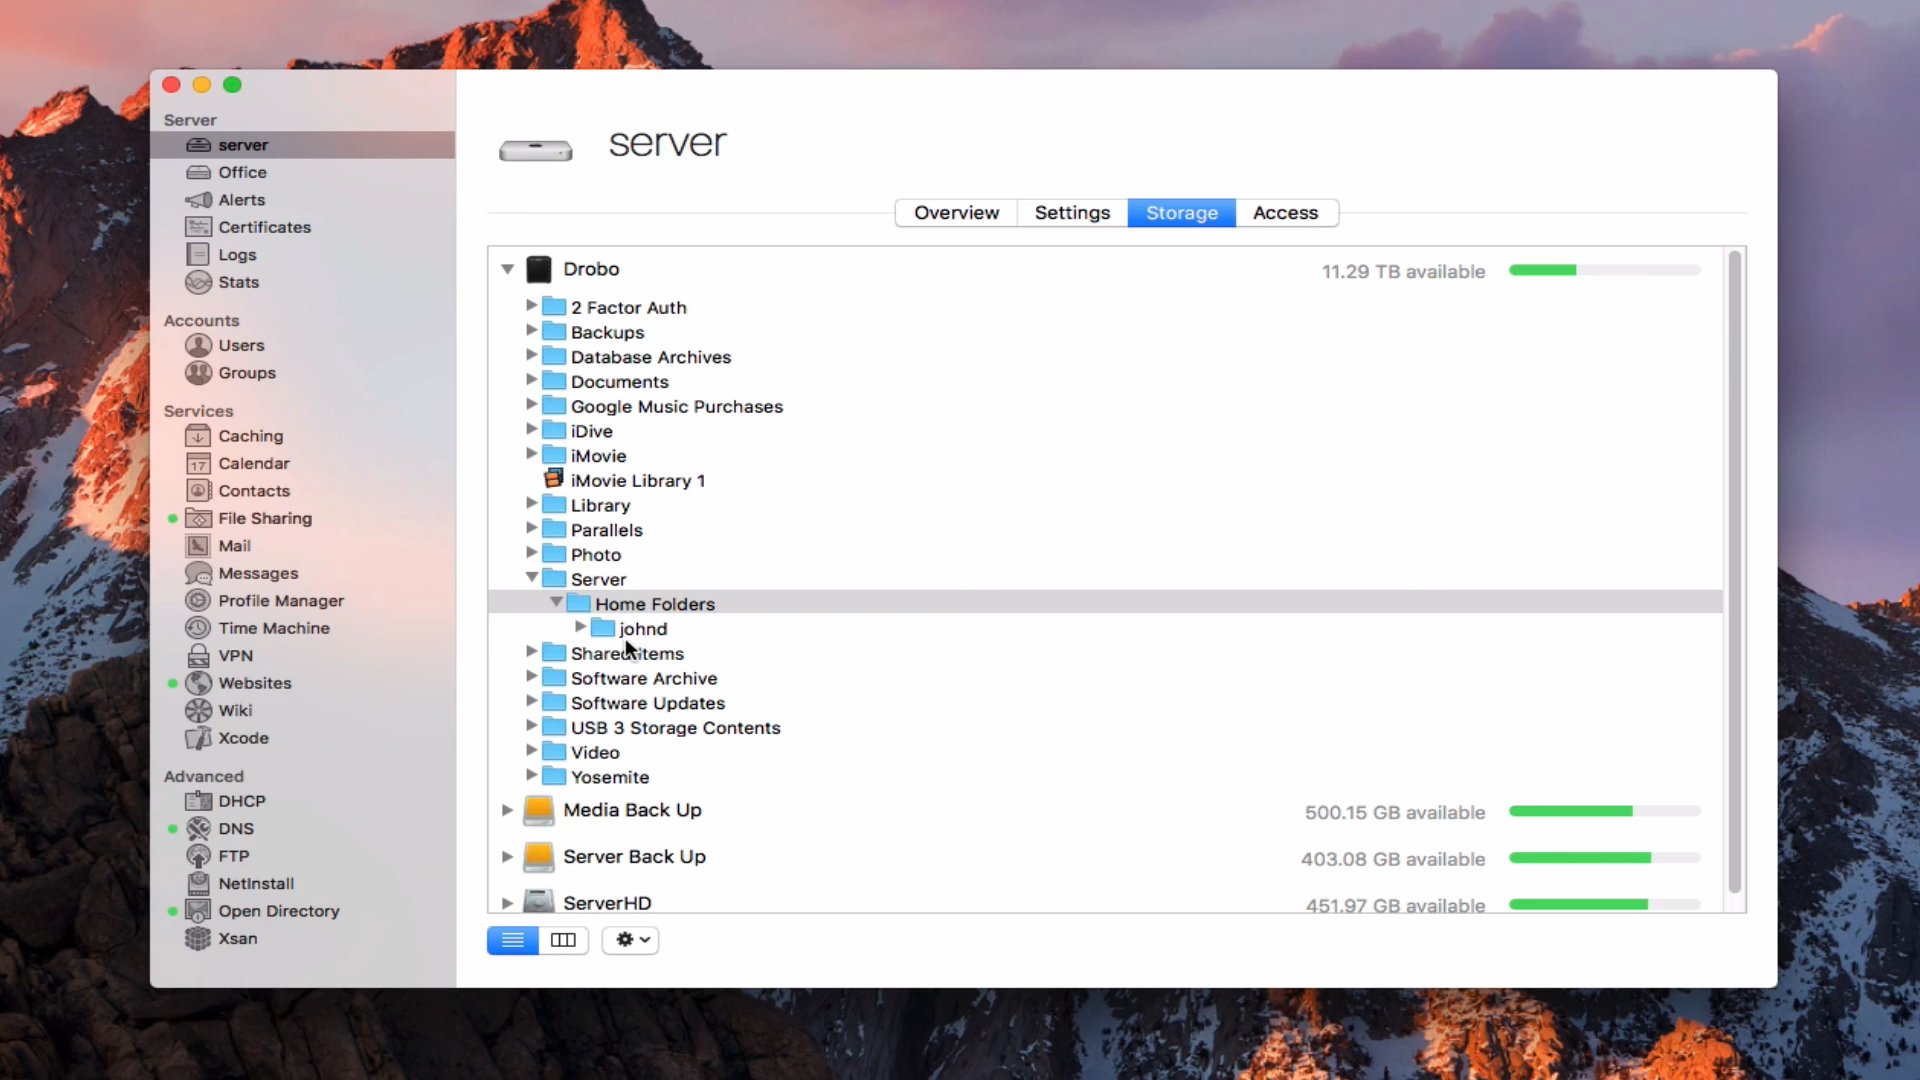 Server
server
Office
Alerts
Certificates
Logs
Stats
Accounts
Users
Groups
Services
Caching
17
Calendar
Contacts
File Sharing
Mail
Messages
Profile Manager
Time Machine
VPN
Websites
Wiki
Xcode
Advanced
DHCP
DNS
FTP
NetInstall
Open Directory
Xsan
server
Overview Settings Storage Access
Drobo 11.29 TB available
2 Factor Auth
Backups
Database Archives
Documents
Google Music Purchases
iDive
iMovie
iMovie Library 1
Library
Parallels
Photo
Server
Home Folders
johnd
Shared Items
Software Archive
Software Updates
USB 3 Storage Contents
Video
Yosemite
Media Back Up 500.15 GB available
Server Back Up 403.08 GB available
ServerHD 451.97 GB available